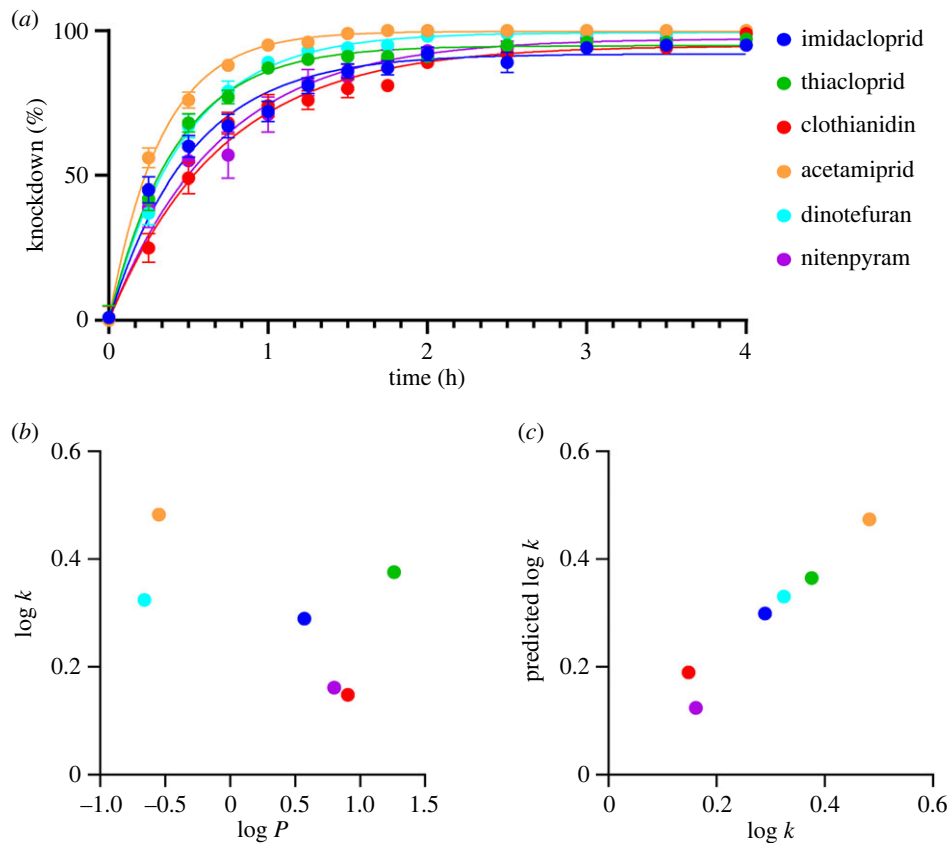 (a)
100
50
0
knockdown (%)
0 1 2 3 4
time (h)
imidacloprid
thiacloprid
clothianidin
acetamiprid
dinotefuran
nitenpyram
(b)
0.6
0.4
0.2
0
log k
–1.0 –0.5 0 0.5 1.0 1.5
log P
(c)
0.6
0.4
0.2
0
predicted log k
0 0.2 0.4 0.6
log k